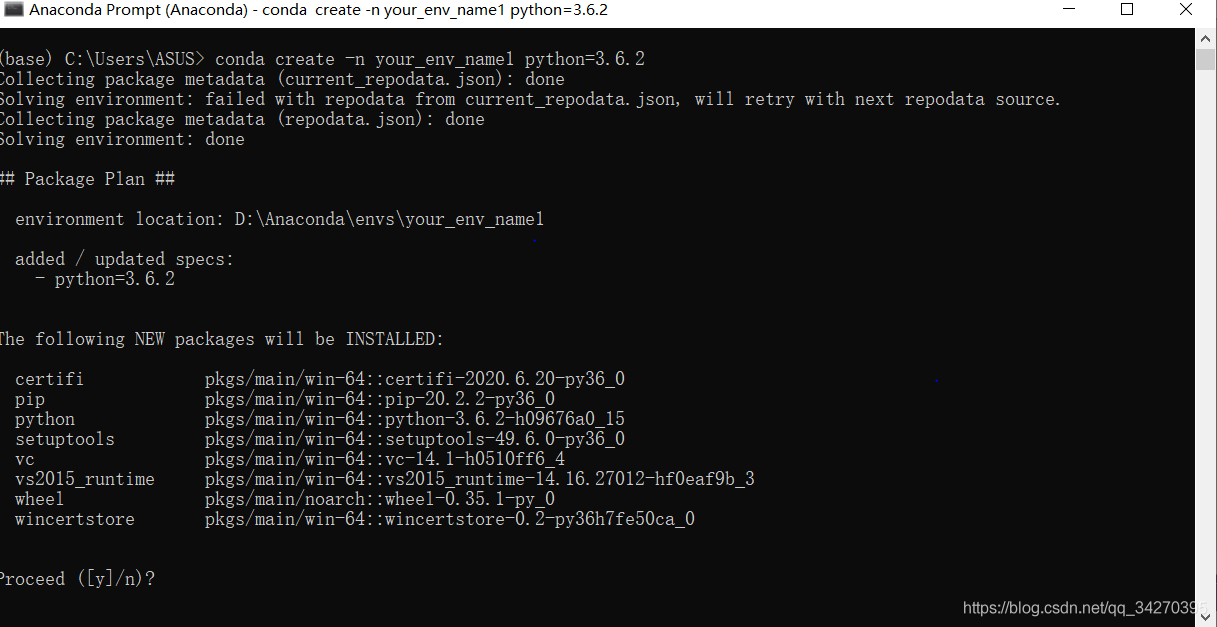 Anaconda Prompt (Anaconda) - conda  create -n your_env_name1 python=3.6.2
(base) C:\Users\ASUS> conda create -n your_env_name1 python=3.6.2
Collecting package metadata (current_repodata.json): done
Solving environment: failed with repodata from current_repodata.json, will retry with next repodata source.
Collecting package metadata (repodata.json): done
Solving environment: done
## Package Plan ##
environment location: D:\Anaconda\envs\your_env_name1
added / updated specs:
- python=3.6.2
The following NEW packages will be INSTALLED:
certifi pkgs/main/win-64::certifi-2020.6.20-py36_0
pip pkgs/main/win-64::pip-20.2.2-py36_0
python pkgs/main/win-64::python-3.6.2-h09676a0_15
setuptools pkgs/main/win-64::setuptools-49.6.0-py36_0
vc pkgs/main/win-64::vc-14.1-h0510ff6_4
vs2015_runtime pkgs/main/win-64::vs2015_runtime-14.16.27012-hf0eaf9b_3
wheel pkgs/main/noarch::wheel-0.35.1-py_0
wincertstore pkgs/main/win-64::wincertstore-0.2-py36h7fe50ca_0
Proceed ([y]/n)?
https://blog.csdn.net/qq_34270395